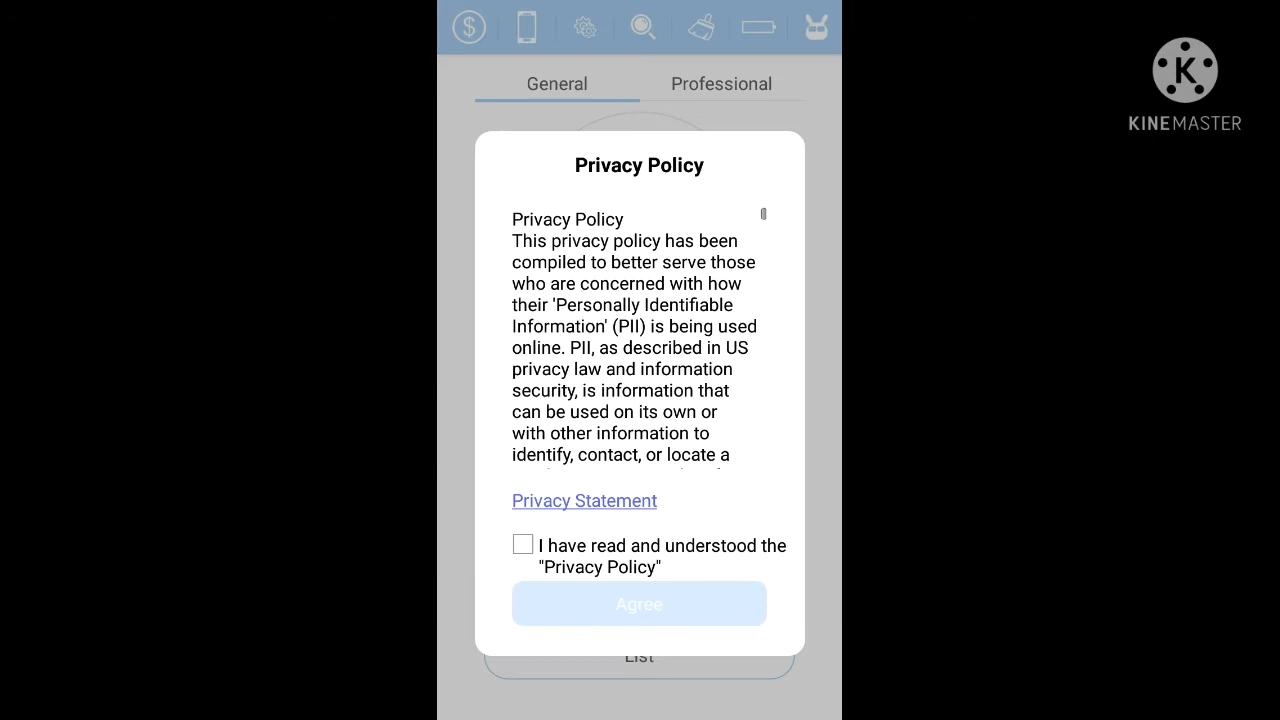 KINEMASTER
General
Professional
Privacy Policy
Privacy Policy
This privacy policy has been
compiled to better serve those
who are concerned with how
their 'Personally Identifiable
Information' (PII) is being used
online. PII, as described in US
privacy law and information
security, is information that
can be used on its own or
with other information to
identify, contact, or locate a
Privacy Statement
I have read and understood the
"Privacy Policy"
Agree
List